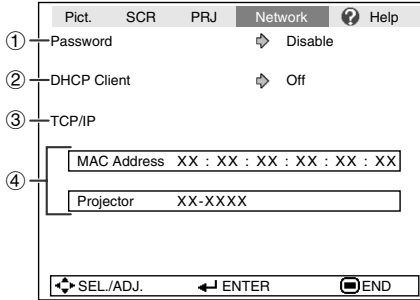 Pict. SCR PRJ Network ? Help
① Password Disable
② DHCP Client Off
③ TCP/IP
④
MAC Address XX : XX : XX : XX : XX : XX
Projector XX-XXXX
SEL./ADJ. ENTER END